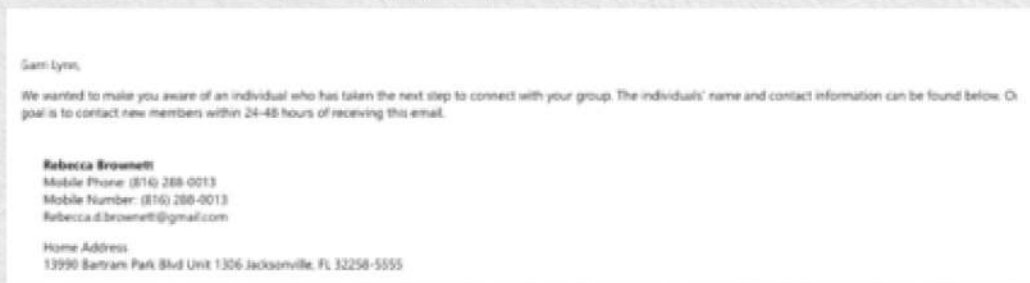 Lynn,
We wanted to make you aware of an individual who has taken the next step to connect with your group. The individuals' name and contact information can be found below.
goal is to contact new members within 24-48 hours of receiving this email.
Rebecca Brownett
Mobile Phone: (816) 288-0013
Mobile Number: (816) 288-0013
Rebecca.d.brownett@gmail.com
Home Address
13990 Bartram Park Blvd Unit 1306 Jacksonville, FL 32258-5555